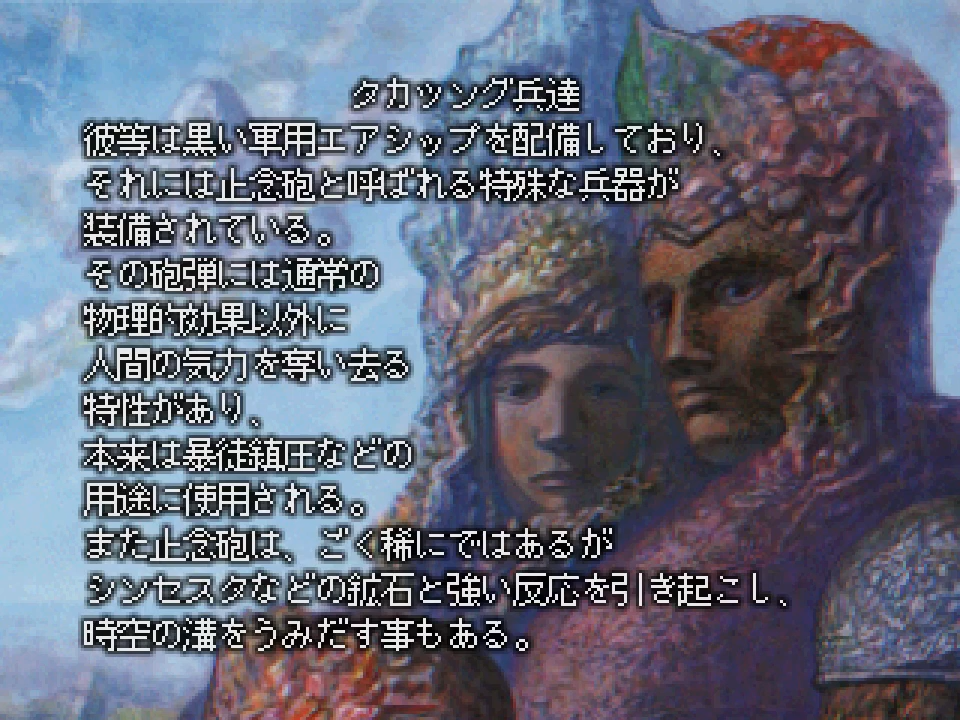 タカッング兵達
彼等は黒い軍用エアシップを配備しており、
それには止念砲と呼ばれる特殊な兵器が
装備されている。
その砲弾には通常の
物理的効果以外に
人間の気力を奪い去る
特性があり、
本来は暴徒鎮圧などの
用途に使用される。
また止念砲は、ごく稀にではあるが
シンセスタなどの鉱石と強い反応を引き起こし、
時空の溝をうみだす事もある。